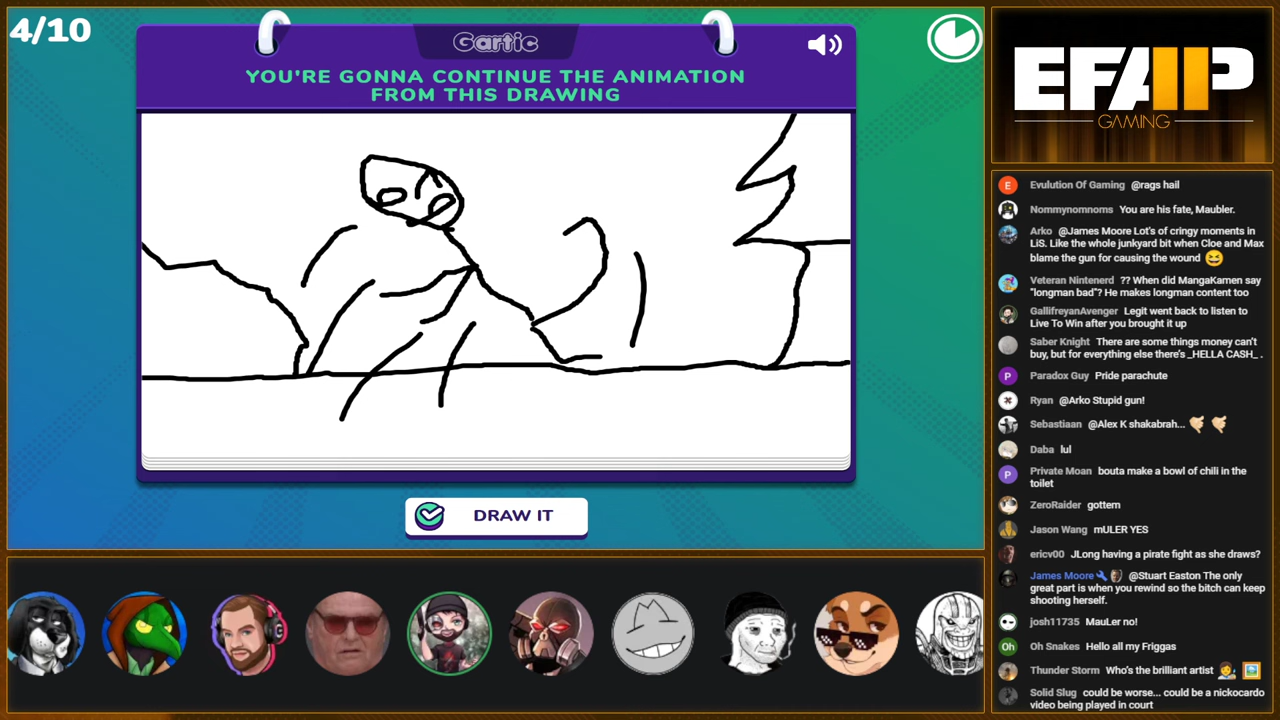 4/10
Gartic
YOU'RE GONNA CONTINUE THE ANIMATION
FROM THIS DRAWING
DRAW IT
EFAP
GAMING
E Evulution Of Gaming @rags hail
Nommynomnoms You are his fate, Maubler.
Arko @James Moore Lot's of cringy moments in
LiS. Like the whole junkyard bit when Cloe and Max
blame the gun for causing the wound 😆
Veteran Nintenerd ?? When did MangaKamen say
"longman bad"? He makes longman content too
GallifreyanAvenger Legit went back to listen to
Live To Win after you brought it up
Saber Knight There are some things money can't
buy, but for everything else there's _HELLA CASH_ .
P Paradox Guy Pride parachute
Ryan @Arko Stupid gun!
Sebastiaan @Alex K shakabrah... 🤙🏻 🤙🏻
Daba lul
P Private Moan bouta make a bowl of chili in the
toilet
ZeroRaider gottem
Jason Wang mULER YES
ericv00 JLong having a pirate fight as she draws?
James Moore @Stuart Easton The only
great part is when you rewind so the bitch can keep
shooting herself.
josh11735 MauLer no!
Oh Oh Snakes Hello all my Friggas
Thunder Storm Who's the brilliant artist 👩‍🎨 🖼️
Solid Slug could be worse... could be a nickocardo
video being played in court